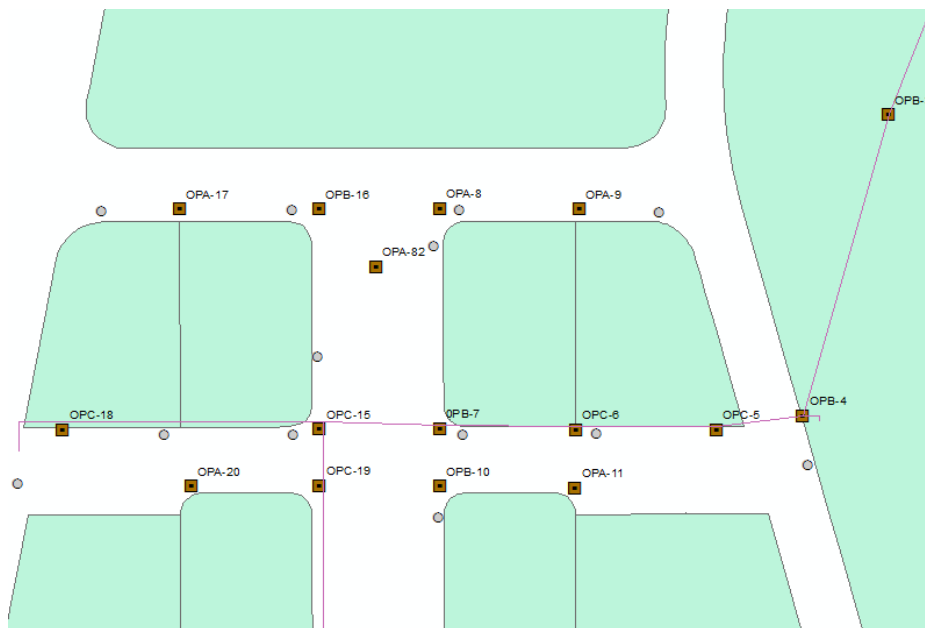 OPB-
OPA-17
OPB-16
OPA-8
OPA-9
OPA-82
OPC-18
OPC-15
0PB-7
OPC-6
OPC-5
OPB-4
OPA-20
OPC-19
OPB-10
OPA-11